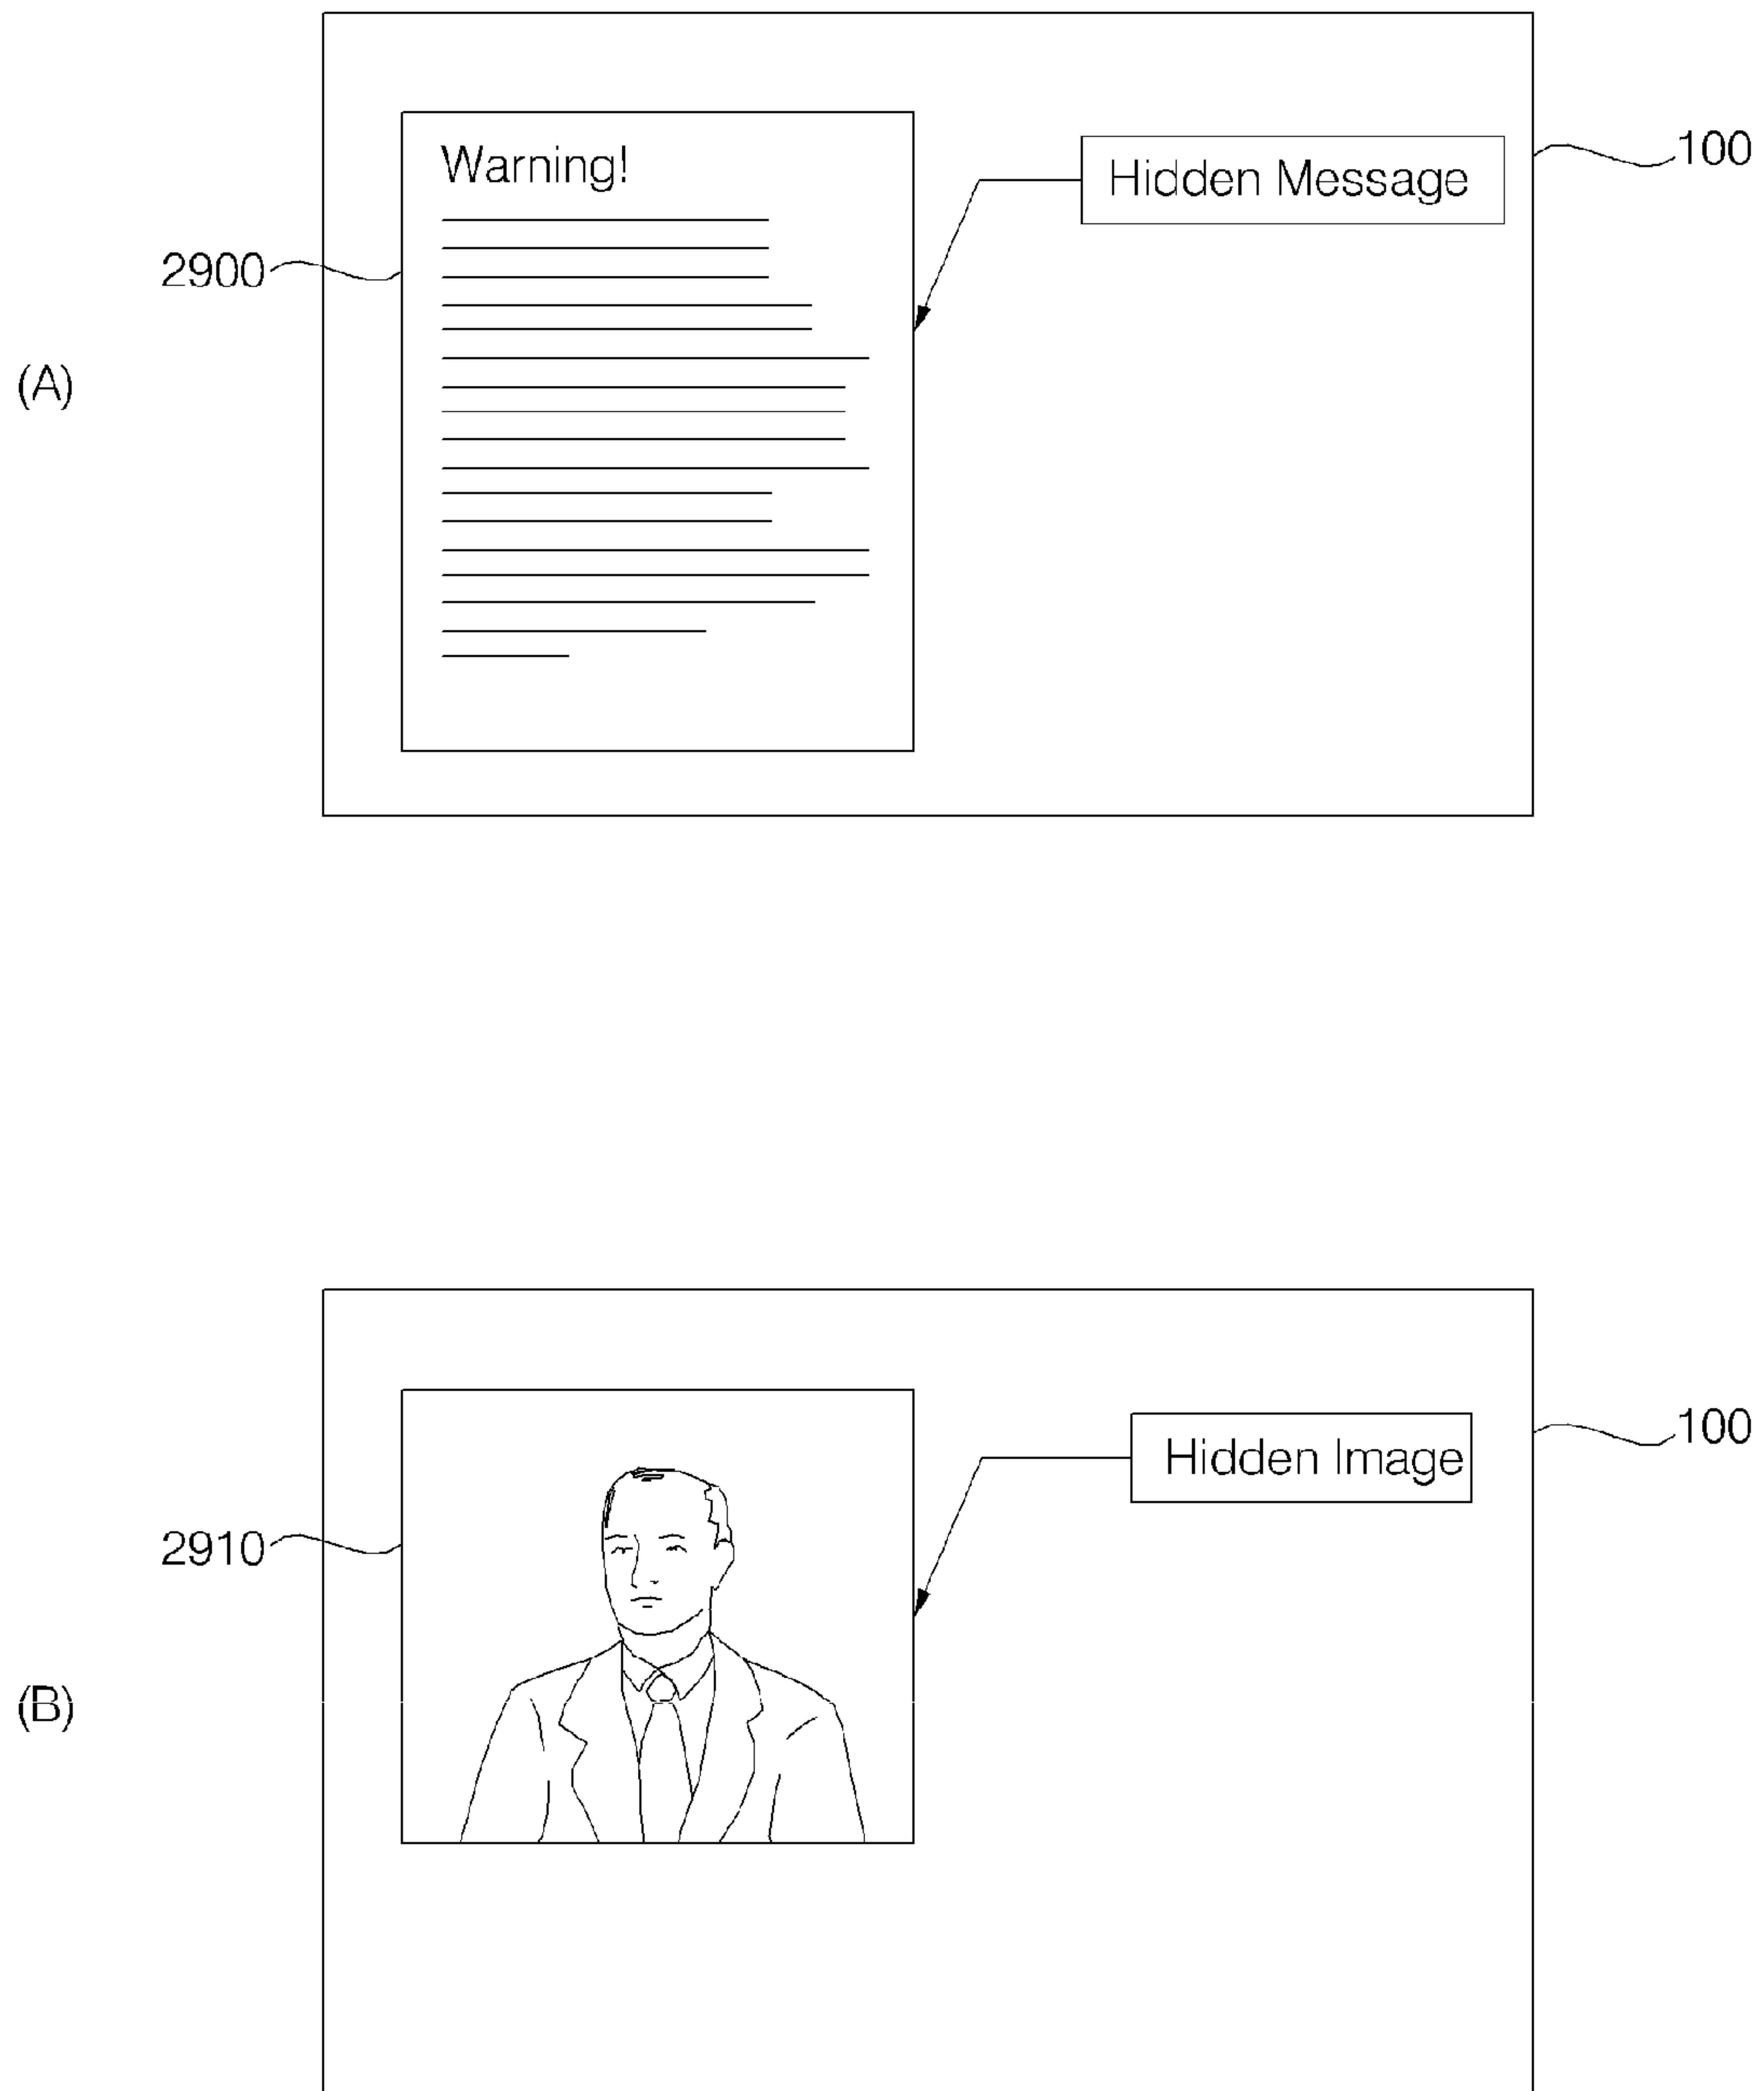 Warning!
Hidden Message
100
2900
(A)
Hidden Image
100
2910
(B)